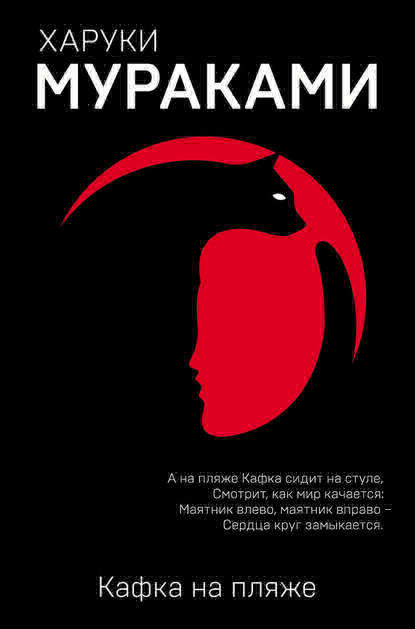 ХАРУКИ
МУРАКАМИ
А на пляже Кафка сидит на стуле,
Смотрит, как мир качается:
Маятник влево, маятник вправо –
Сердца круг замыкается.
Кафка на пляже